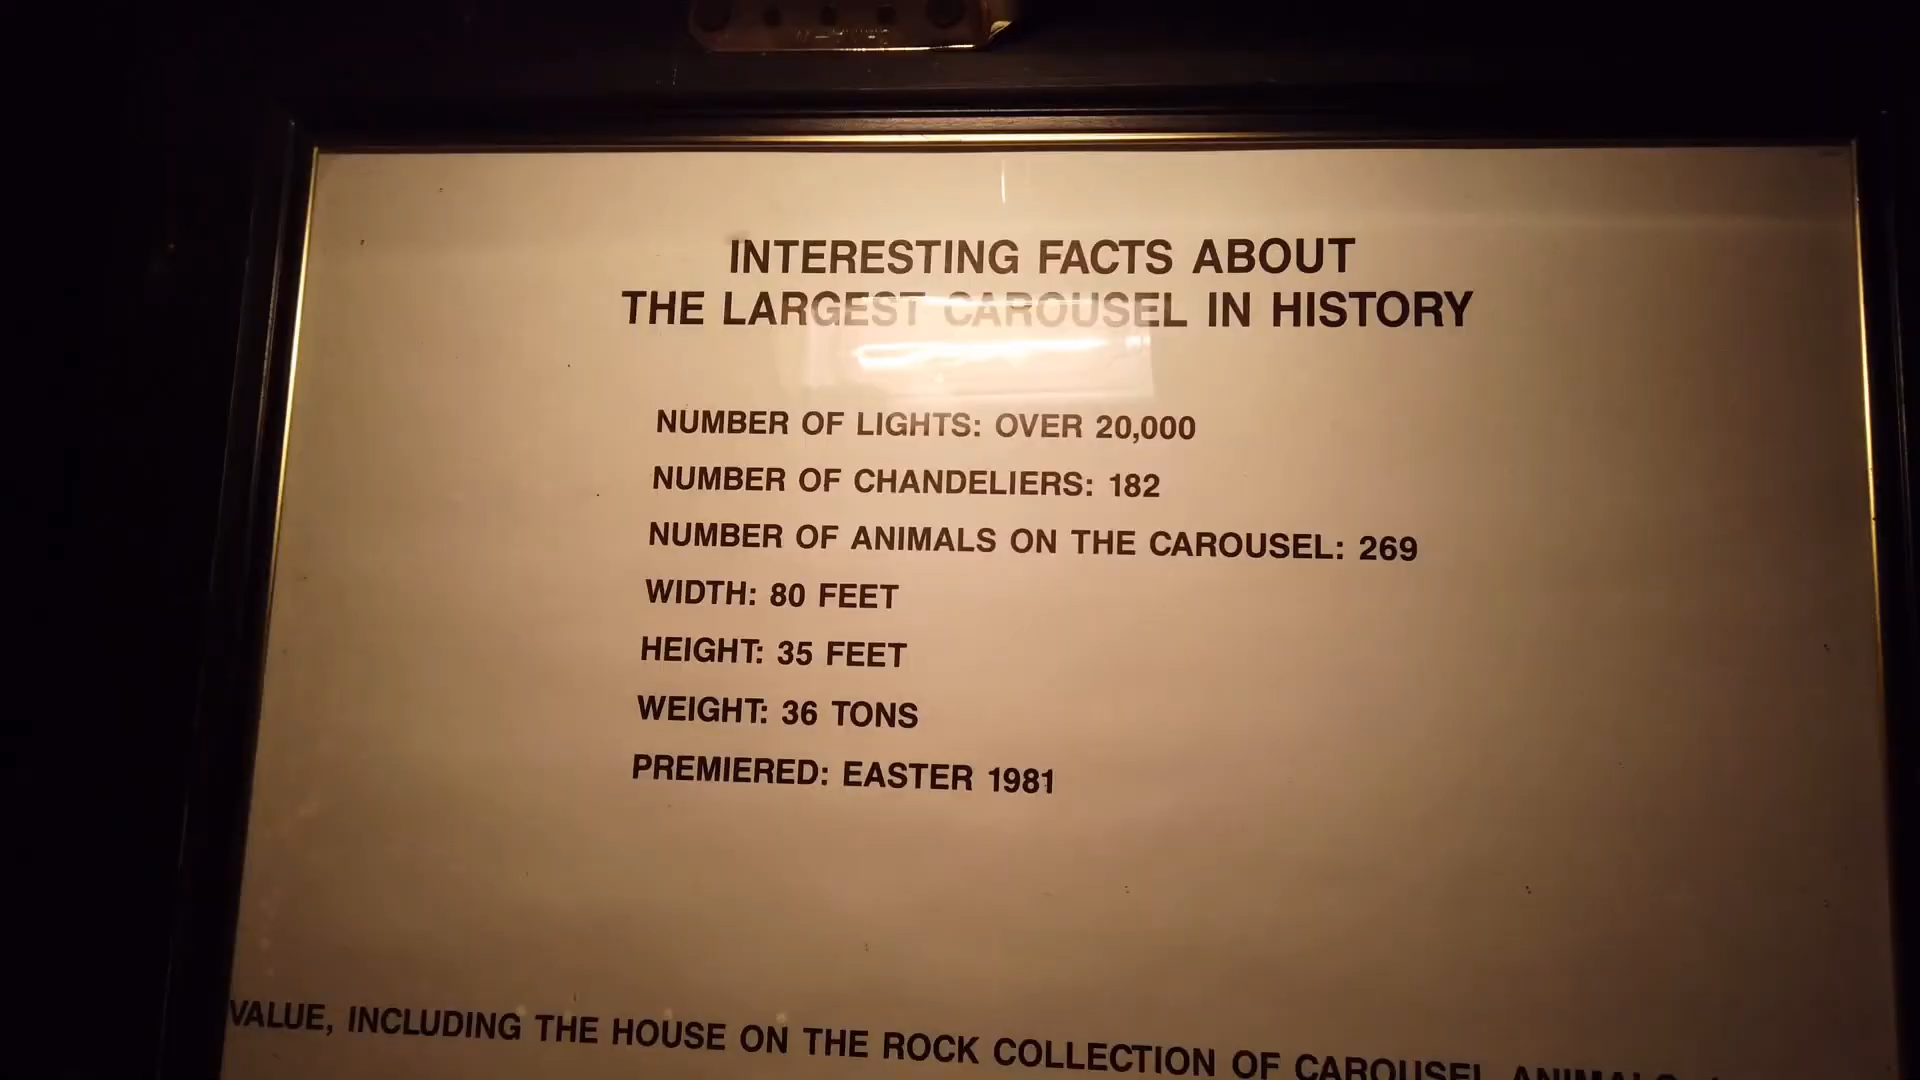 INTERESTING FACTS ABOUT
THE LARGEST CAROUSEL IN HISTORY
NUMBER OF LIGHTS: OVER 20,000
NUMBER OF CHANDELIERS: 182
NUMBER OF ANIMALS ON THE CAROUSEL: 269
WIDTH: 80 FEET
HEIGHT: 35 FEET
WEIGHT: 36 TONS
PREMIERED: EASTER 1981
VALUE, INCLUDING THE HOUSE ON THE ROCK COLLECTION OF CAROUSEL ANIMALS